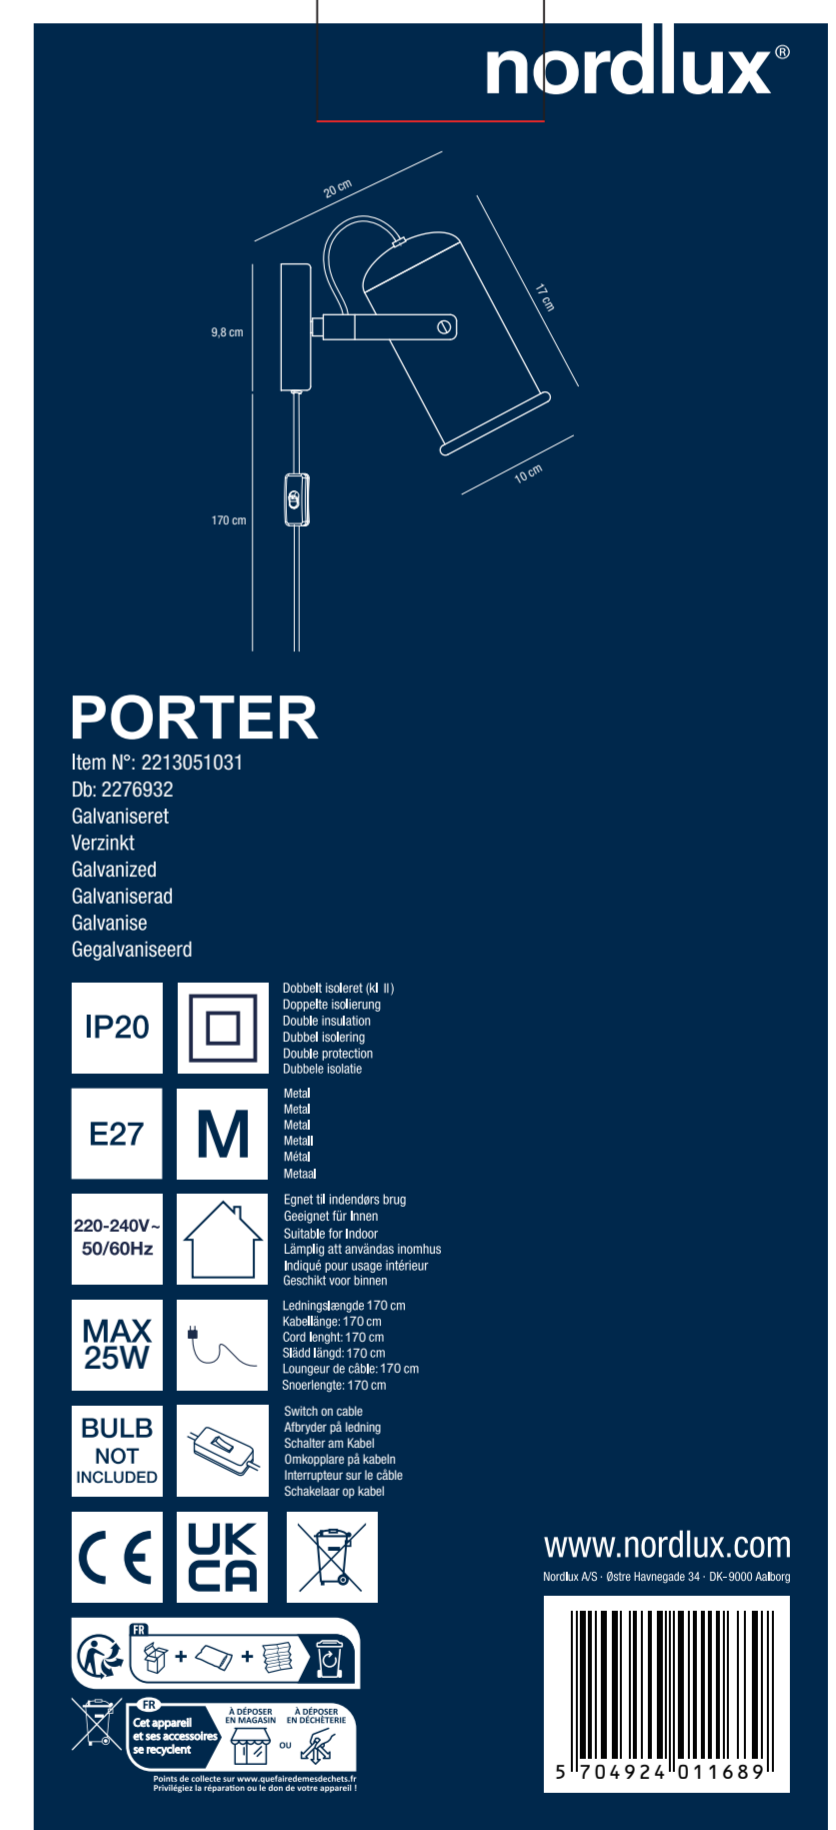 nordlux®
20 cm
17 cm
9,8 cm
10 cm
170 cm
PORTER
Item N°: 2213051031
Db: 2276932
Galvaniseret
Verzinkt
Galvanized
Galvaniserad
Galvanise
Gegalvaniseerd
IP20
Dobbelt isoleret (kl II)
Doppelte isolierung
Double insulation
Dubbel isolering
Double protection
Dubbele isolatie
E27
M
Metal
Metal
Metal
Metall
Métal
Metaal
220-240V~
50/60Hz
Egnet til indendørs brug
Geeignet für Innen
Suitable for Indoor
Lämplig att användas inomhus
Indiqué pour usage intérieur
Geschikt voor binnen
MAX
25W
Ledningslængde 170 cm
Kabellänge: 170 cm
Cord lenght: 170 cm
Slädd längd: 170 cm
Loungeur de câble: 170 cm
Snoerlengte: 170 cm
BULB
NOT
INCLUDED
Switch on cable
Afbryder på ledning
Schalter am Kabel
Omkopplare på kabeln
Interrupteur sur le câble
Schakelaar op kabel
CE
UK
CA
www.nordlux.com
Nordlux A/S · Østre Havnegade 34 · DK-9000 Aalborg
FR
+ +
FR
Cet appareil
et ses accessoires
se recyclent
À DÉPOSER
EN MAGASIN
OU
À DÉPOSER
EN DÉCHÈTERIE
Points de collecte sur www.quefairedemesdechets.fr
Privilégiez la réparation ou le don de votre appareil !
5 704924 011689